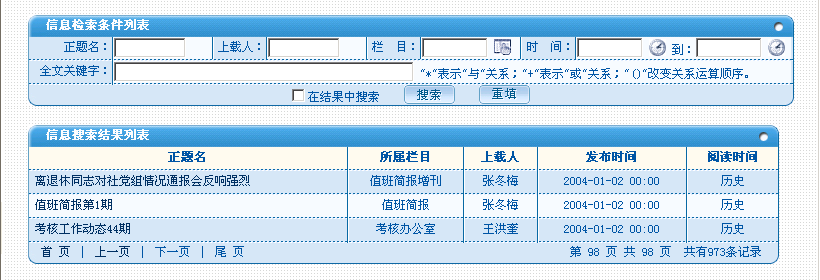 信息检索条件列表
正题名： 上载人： 栏 目： 时 间： 到：
全文关键字： "*"表示"与"关系；"+"表示"或"关系；"()"改变关系运算顺序。
在结果中搜索 搜索 重填
信息搜索结果列表
正题名 所属栏目 上载人 发布时间 阅读时间
离退休同志对社党组情况通报会反响强烈 值班简报增刊 张冬梅 2004-01-02 00:00 历史
值班简报第1期 值班简报 张冬梅 2004-01-02 00:00 历史
考核工作动态44期 考核办公室 王洪奎 2004-01-02 00:00 历史
首 页 | 上一页 | 下一页 | 尾 页 第 98 页 共 98 页 共有973条记录